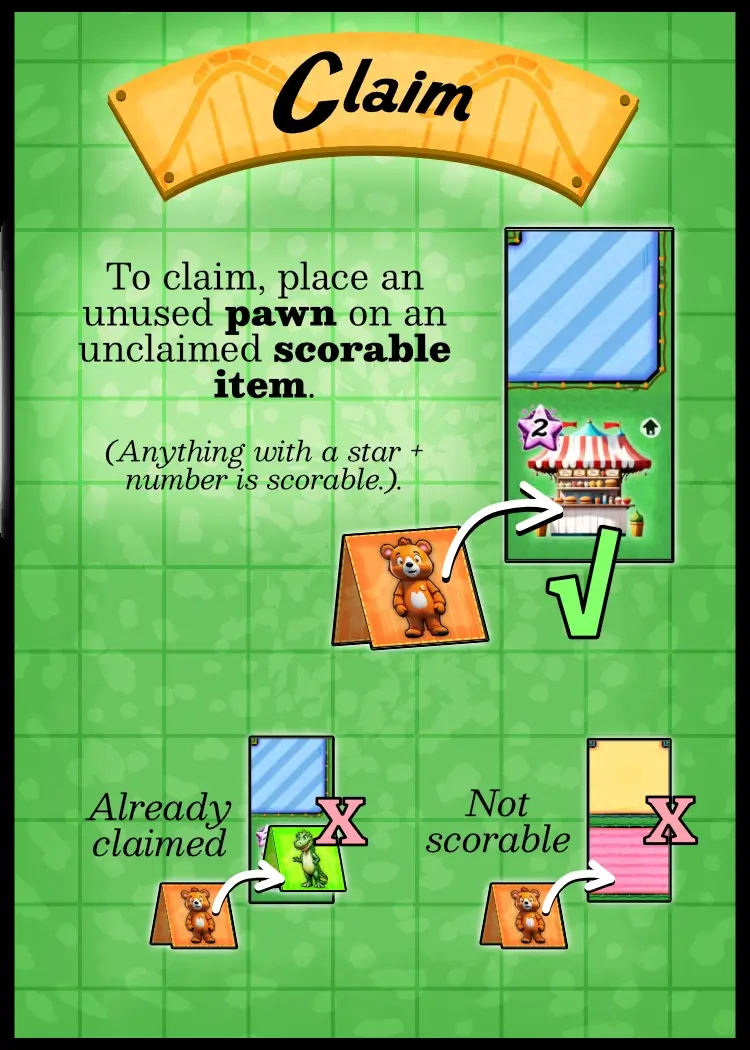 Claim
To claim, place an
unused pawn on an
unclaimed scorable
item.
(Anything with a star +
number is scorable.).
2
Already
claimed
X
Not
scorable
X